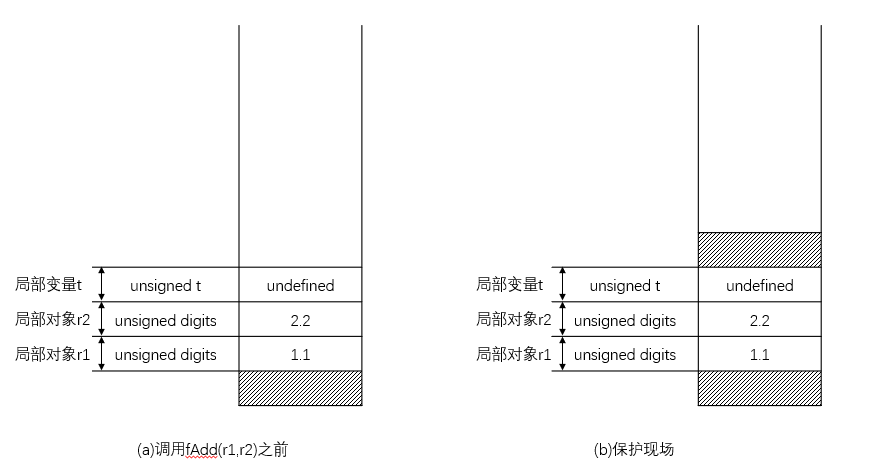 局部变量t unsigned t undefined
局部对象r2 unsigned digits 2.2
局部对象r1 unsigned digits 1.1
(a)调用fAdd(r1,r2)之前
局部变量t unsigned t undefined
局部对象r2 unsigned digits 2.2
局部对象r1 unsigned digits 1.1
(b)保护现场